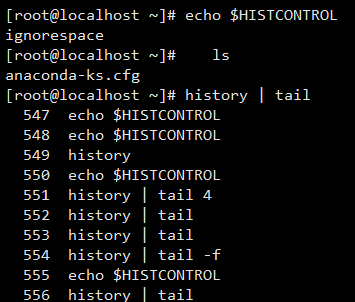 [root@localhost ~]# echo $HISTCONTROL
ignorespace
[root@localhost ~]#    ls
anaconda-ks.cfg
[root@localhost ~]# history | tail
  547  echo $HISTCONTROL
  548  echo $HISTCONTROL
  549  history
  550  echo $HISTCONTROL
  551  history | tail 4
  552  history | tail
  553  history | tail
  554  history | tail -f
  555  echo $HISTCONTROL
  556  history | tail